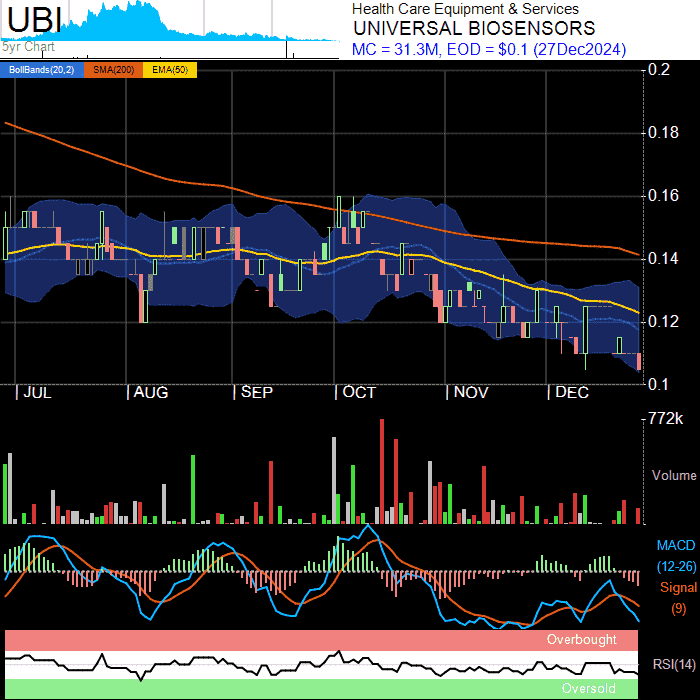 UBI
5yr Chart
Health Care Equipment & Services
UNIVERSAL BIOSENSORS
MC = 31.3M, EOD = $0.1 (27Dec2024)
BollBands(20,2) SMA(200) EMA(50)
0.2
0.18
0.16
0.14
0.12
0.1
JUL AUG SEP OCT NOV DEC
772k
Volume
MACD
(12-26)
Signal
(9)
Overbought
RSI(14)
Oversold